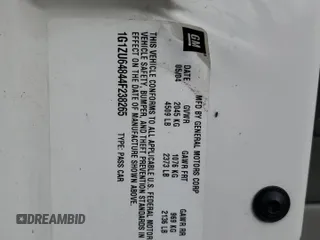 GM
MFD BY GENERAL MOTORS CORP
DATE: GVWR GAWR FRT GAWR RR
05/04 2045 KG 1076 KG 969 KG
4509 LB 2373 LB 2136 LB
THIS VEHICLE CONFORMS TO ALL APPLICABLE U.S. FEDERAL MOTOR
VEHICLE SAFETY, BUMPER, AND THEFT PREVENTION STANDARDS IN
EFFECT ON THE DATE OF MANUFACTURE SHOWN ABOVE.
1G1ZU64844F238265 TYPE: PASS CAR
DREAMBID